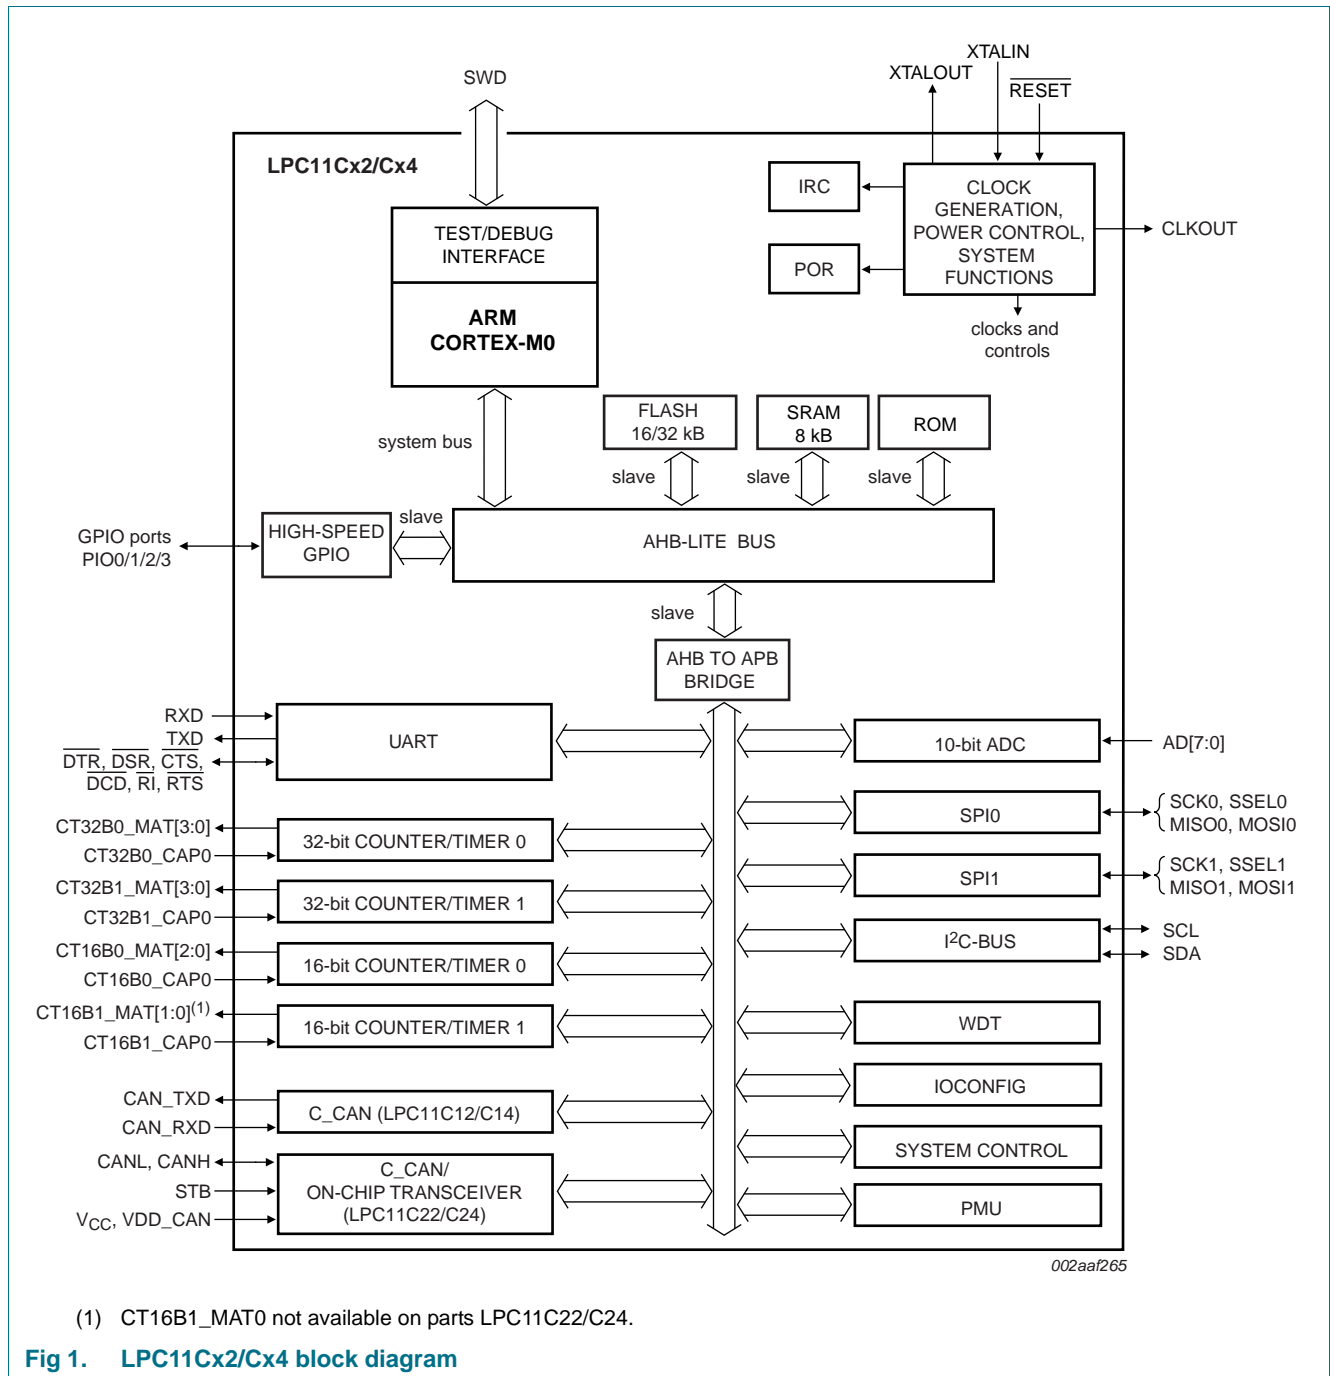 XTALIN
XTALOUT
RESET
SWD
LPC11Cx2/Cx4
IRC
POR
CLOCK
GENERATION,
POWER CONTROL,
SYSTEM
FUNCTIONS
CLKOUT
clocks and
controls
TEST/DEBUG
INTERFACE
ARM
CORTEX-M0
system bus
FLASH
16/32 kB
SRAM
8 kB
ROM
slave
slave
slave
GPIO ports
PIO0/1/2/3
HIGH-SPEED
GPIO
slave
AHB-LITE BUS
slave
AHB TO APB
BRIDGE
RXD
TXD
DTR, DSR, CTS,
DCD, RI, RTS
UART
10-bit ADC
AD[7:0]
SPI0
SCK0, SSEL0
MISO0, MOSI0
CT32B0_MAT[3:0]
CT32B0_CAP0
32-bit COUNTER/TIMER 0
SPI1
SCK1, SSEL1
MISO1, MOSI1
CT32B1_MAT[3:0]
CT32B1_CAP0
32-bit COUNTER/TIMER 1
I2C-BUS
SCL
SDA
CT16B0_MAT[2:0]
CT16B0_CAP0
16-bit COUNTER/TIMER 0
CT16B1_MAT[1:0](1)
CT16B1_CAP0
16-bit COUNTER/TIMER 1
WDT
IOCONFIG
CAN_TXD
CAN_RXD
C_CAN (LPC11C12/C14)
SYSTEM CONTROL
CANL, CANH
STB
VCC, VDD_CAN
C_CAN/
ON-CHIP TRANSCEIVER
(LPC11C22/C24)
PMU
002aaf265
(1) CT16B1_MAT0 not available on parts LPC11C22/C24.
Fig 1. LPC11Cx2/Cx4 block diagram